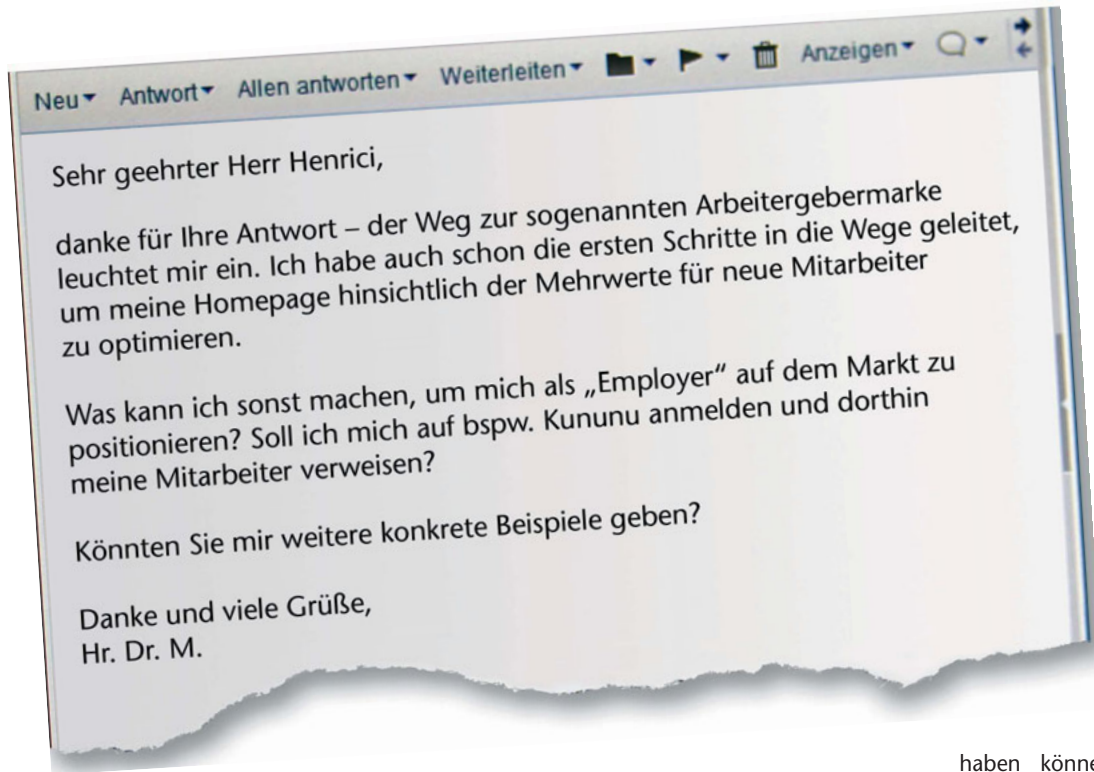 Neu Antwort Allen antworten Weiterleiten Anzeigen
Sehr geehrter Herr Henrici,
danke für Ihre Antwort – der Weg zur sogenannten Arbeitergebermarke
leuchtet mir ein. Ich habe auch schon die ersten Schritte in die Wege geleitet,
um meine Homepage hinsichtlich der Mehrwerte für neue Mitarbeiter
zu optimieren.
Was kann ich sonst machen, um mich als „Employer“ auf dem Markt zu
positionieren? Soll ich mich auf bspw. Kununu anmelden und dorthin
meine Mitarbeiter verweisen?
Könnten Sie mir weitere konkrete Beispiele geben?
Danke und viele Grüße,
Hr. Dr. M.
haben könne